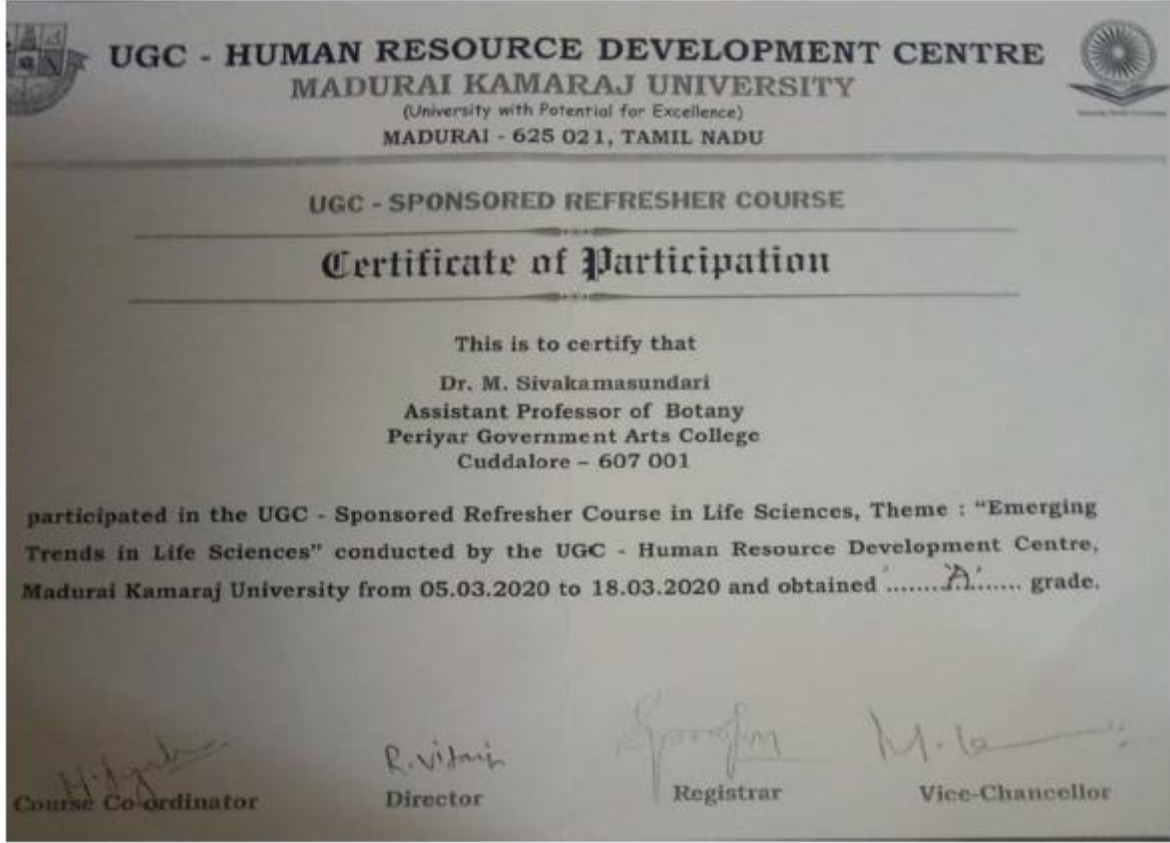 UGC - HUMAN RESOURCE DEVELOPMENT CENTRE
MADURAI KAMARAJ UNIVERSITY
(University with Potential for Excellence)
MADURAI - 625 021, TAMIL NADU
UGC - SPONSORED REFRESHER COURSE
Certificate of Participation
This is to certify that
Dr. M. Sivakamasundari
Assistant Professor of Botany
Periyar Government Arts College
Cuddalore – 607 001
participated in the UGC - Sponsored Refresher Course in Life Sciences, Theme : “Emerging
Trends in Life Sciences” conducted by the UGC - Human Resource Development Centre,
Madurai Kamaraj University from 05.03.2020 to 18.03.2020 and obtained ‘.......A’...... grade.
Course Co-ordinator Director Registrar Vice-Chancellor